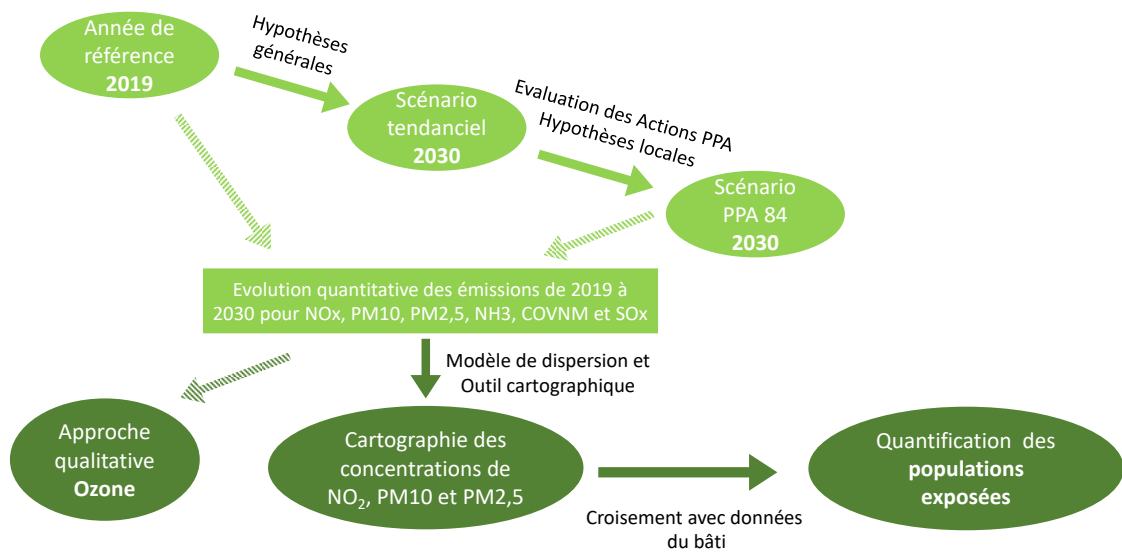 Année de
référence
2019
Hypothèses
générales
Scénario
tendanciel
2030
Evaluation des Actions PPA
Hypothèses locales
Scénario
PPA 84
2030
Evolution quantitative des émissions de 2019 à
2030 pour NOx, PM10, PM2,5, NH3, COVNM et SOx
Modèle de dispersion et
Outil cartographique
Approche
qualitative
Ozone
Cartographie des
concentrations de
NO₂, PM10 et PM2,5
Quantification des
populations
exposées
Croisement avec données
du bâti